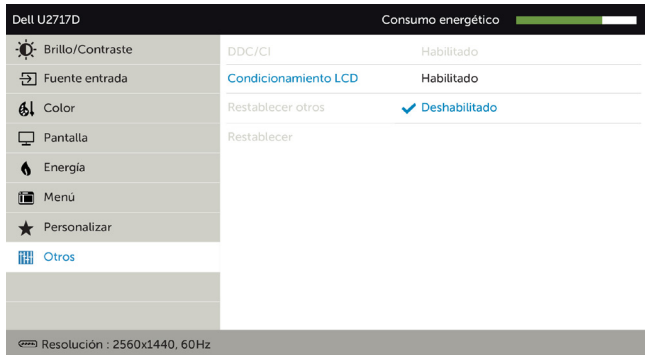 Dell U2717D Consumo energético
Brillo/Contraste DDC/CI Habilitado
Fuente entrada Condicionamiento LCD Habilitado
Color Restablecer otros Deshabilitado
Pantalla Restablecer
Energía
Menú
Personalizar
Otros
Resolución : 2560x1440, 60Hz